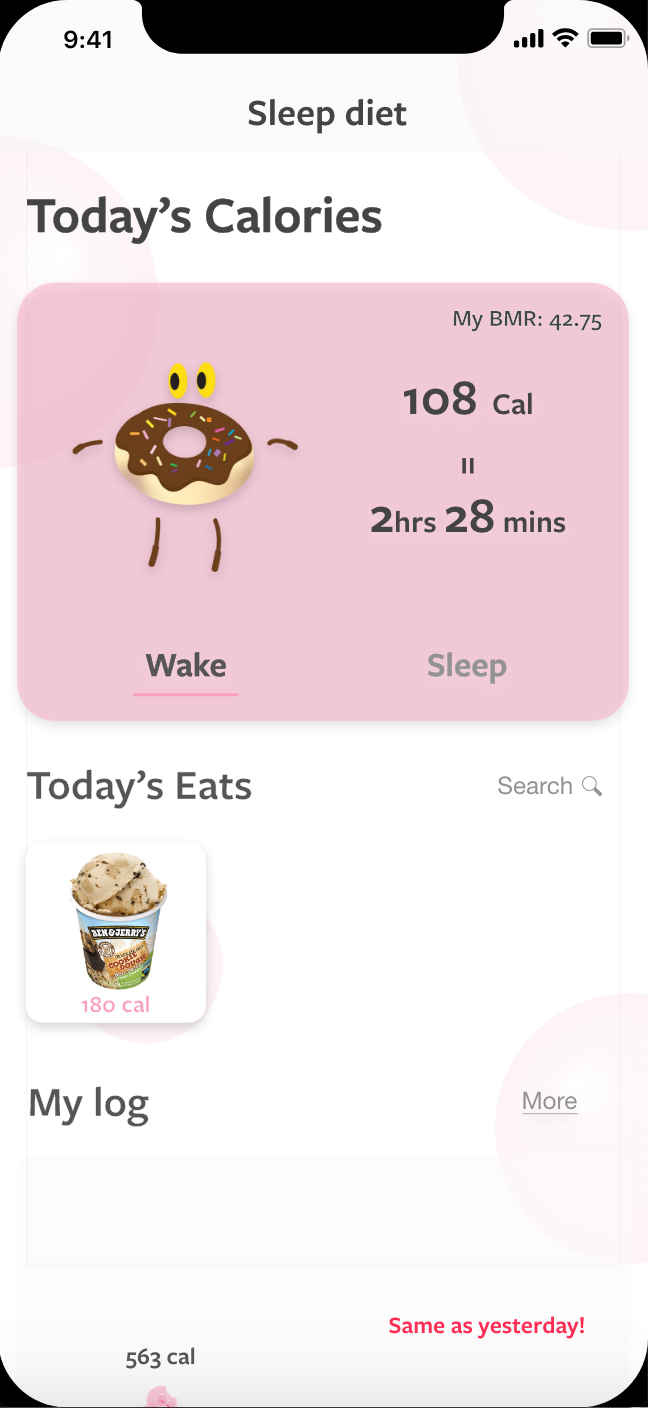 9:41
Sleep diet
Today’s Calories
My BMR: 42.75
108 Cal
=
2hrs 28 mins
Wake
Sleep
Today’s Eats
Search
BEN&JERRY'S
COOKIE
DOUGH
180 cal
My log
More
Same as yesterday!
563 cal